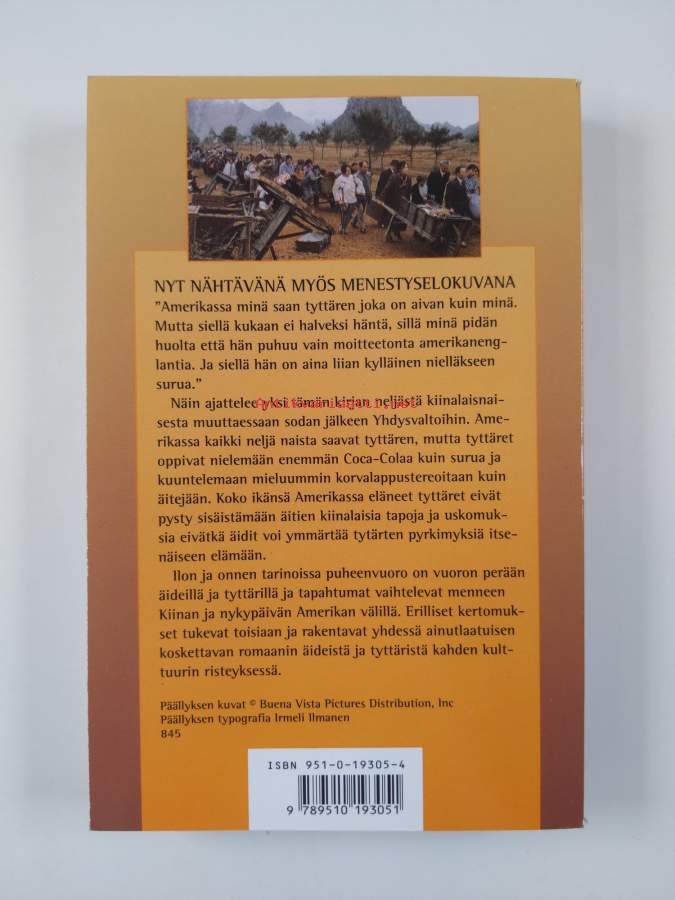 NYT NÄHTÄVÄNÄ MYÖS MENESTYSELOKUVANA
”Amerikassa minä saan tyttären joka on aivan kuin minä.
Mutta siellä kukaan ei halveksi häntä, sillä minä pidän
huolta että hän puhuu vain moitteetonta amerikaneng-
lantia. Ja siellä hän on aina liian kylläinen nielläkseen
surua.”
Näin ajattelee yksi tämän kirjan neljästä kiinalaisnai-
sesta muuttaessaan sodan jälkeen Yhdysvaltoihin. Ame-
rikassa kaikki neljä naista saavat tyttären, mutta tyttäret
oppivat nielemään enemmän Coca-Colaa kuin surua ja
kuuntelemaan mieluummin korvalappustereoitaan kuin
äitejään. Koko ikänsä Amerikassa eläneet tyttäret eivät
pysty sisäistämään äitien kiinalaisia tapoja ja uskomuk-
sia eivätkä äidit voi ymmärtää tytärten pyrkimyksiä itse-
näiseen elämään.
Ilon ja onnen tarinoissa puheenvuoro on vuoron perään
äideillä ja tyttärillä ja tapahtumat vaihtelevat menneen
Kiinan ja nykypäivän Amerikan välillä. Erilliset kertomuk-
set tukevat toisiaan ja rakentavat yhdessä ainutlaatuisen
koskettavan romaanin äideistä ja tyttäristä kahden kult-
tuurin risteyksessä.
Päällyksen kuvat © Buena Vista Pictures Distribution, Inc
Päällyksen typografia Irmeli Ilmanen
845
ISBN 951-0-19305-4
9 789510 193051